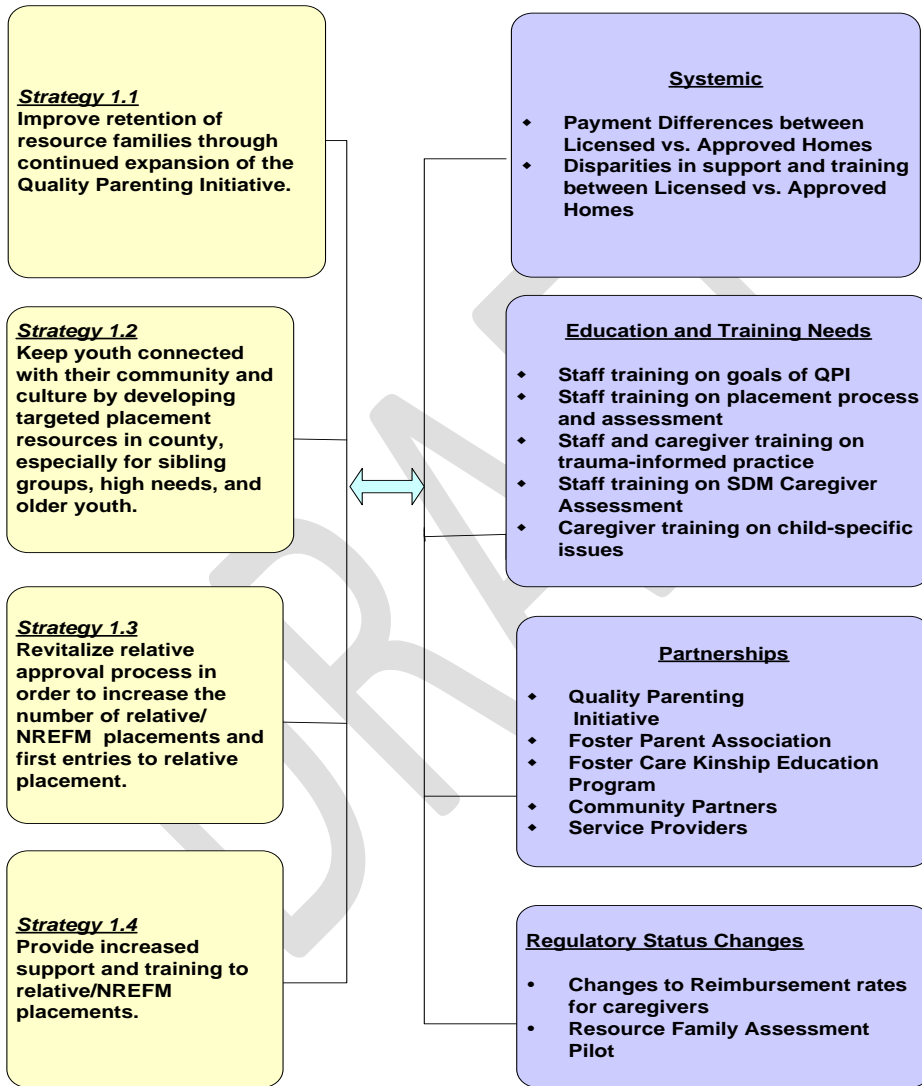 Strategy 1.1
Improve retention of
resource families through
continued expansion of the
Quality Parenting Initiative.
Strategy 1.2
Keep youth connected
with their community and
culture by developing
targeted placement
resources in county,
especially for sibling
groups, high needs, and
older youth.
Strategy 1.3
Revitalize relative
approval process in
order to increase the
number of relative/
NREFM placements and
first entries to relative
placement.
Strategy 1.4
Provide increased
support and training to
relative/NREFM
placements.
Systemic
Payment Differences between
Licensed vs. Approved Homes
Disparities in support and training
between Licensed vs. Approved
Homes
Education and Training Needs
Staff training on goals of QPI
Staff training on placement process
and assessment
Staff and caregiver training on
trauma-informed practice
Staff training on SDM Caregiver
Assessment
Caregiver training on child-specific
issues
Partnerships
Quality Parenting
Initiative
Foster Parent Association
Foster Care Kinship Education
Program
Community Partners
Service Providers
Regulatory Status Changes
Changes to Reimbursement rates
for caregivers
Resource Family Assessment
Pilot
DRAFT